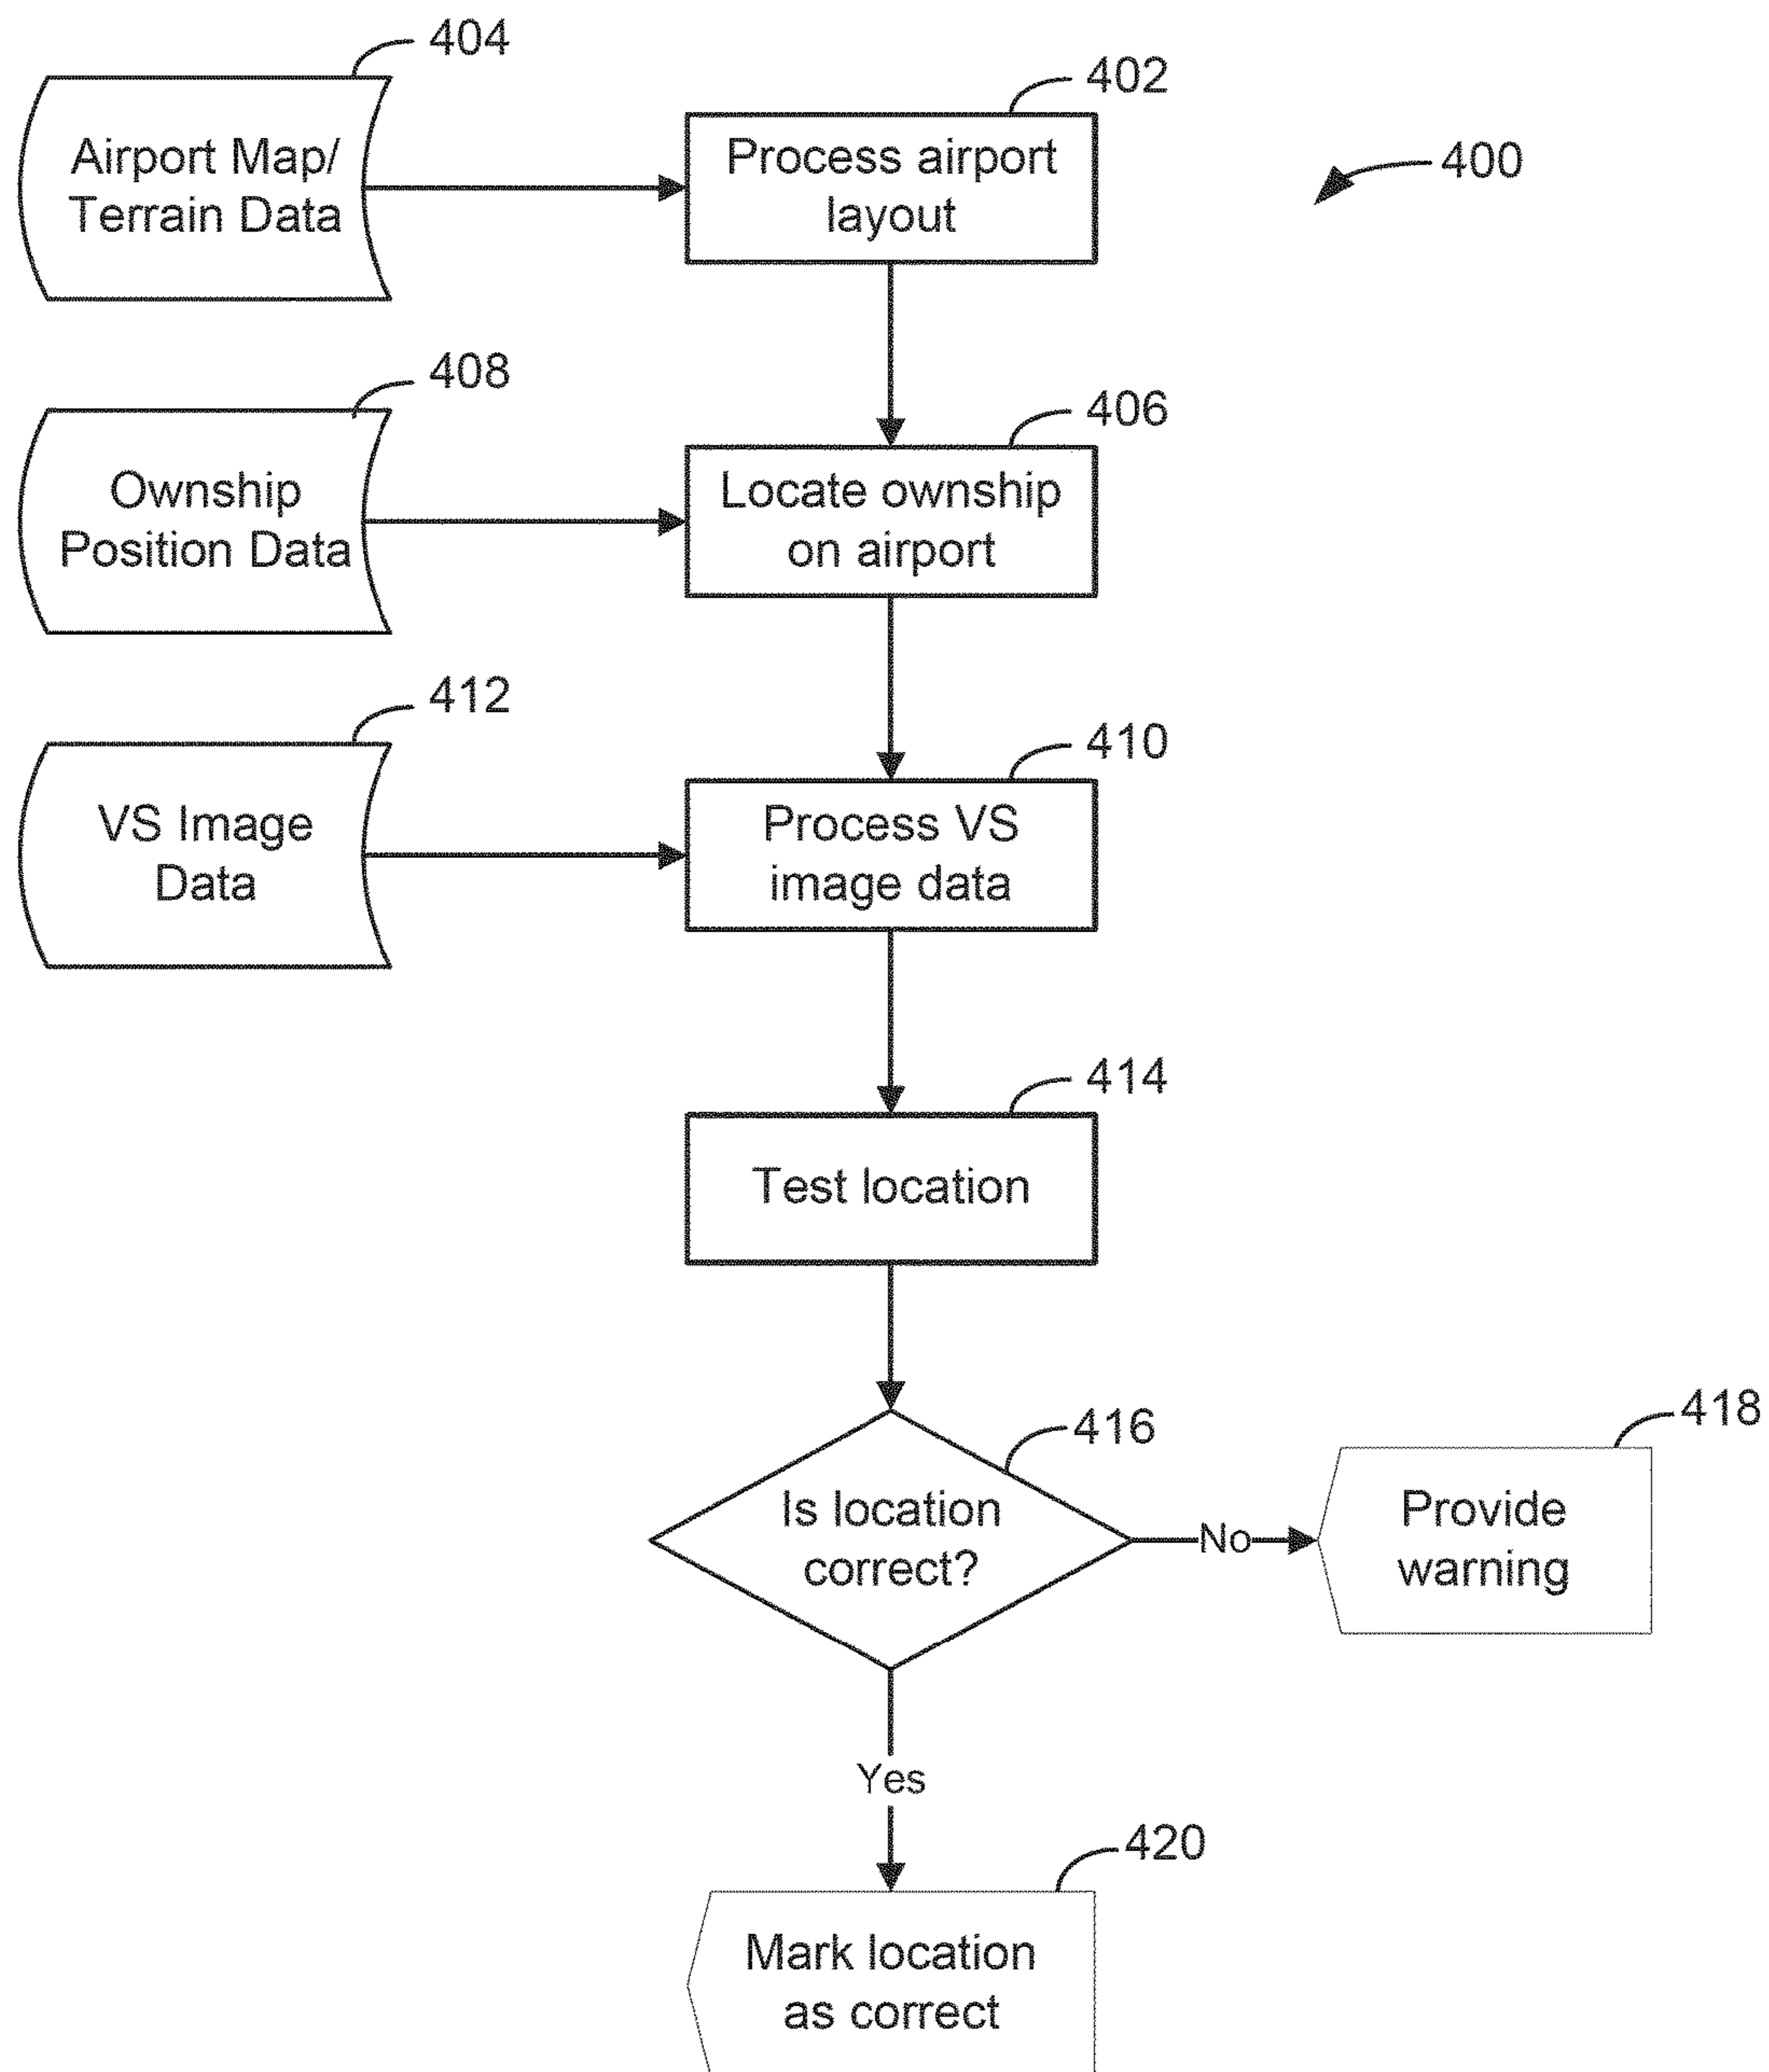 404
402
Airport Map/
Terrain Data
Process airport
layout
400
408
406
Ownship
Position Data
Locate ownship
on airport
412
410
VS Image
Data
Process VS
image data
414
Test location
416
418
Is location
correct?
No
Provide
warning
Yes
420
Mark location
as correct